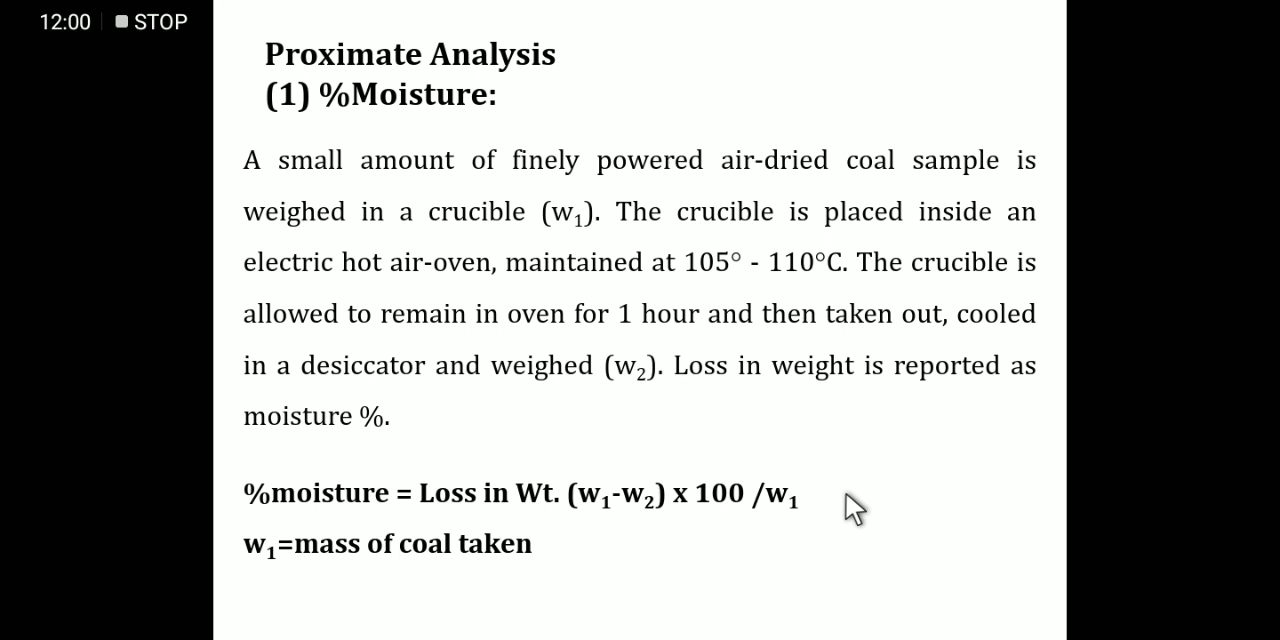 12:00 STOP
Proximate Analysis
(1) %Moisture:
A small amount of finely powered air-dried coal sample is
weighed in a crucible (w₁). The crucible is placed inside an
electric hot air-oven, maintained at 105° - 110°C. The crucible is
allowed to remain in oven for 1 hour and then taken out, cooled
in a desiccator and weighed (w₂). Loss in weight is reported as
moisture %.
%moisture = Loss in Wt. (w₁-w₂) x 100 /w₁
w₁=mass of coal taken